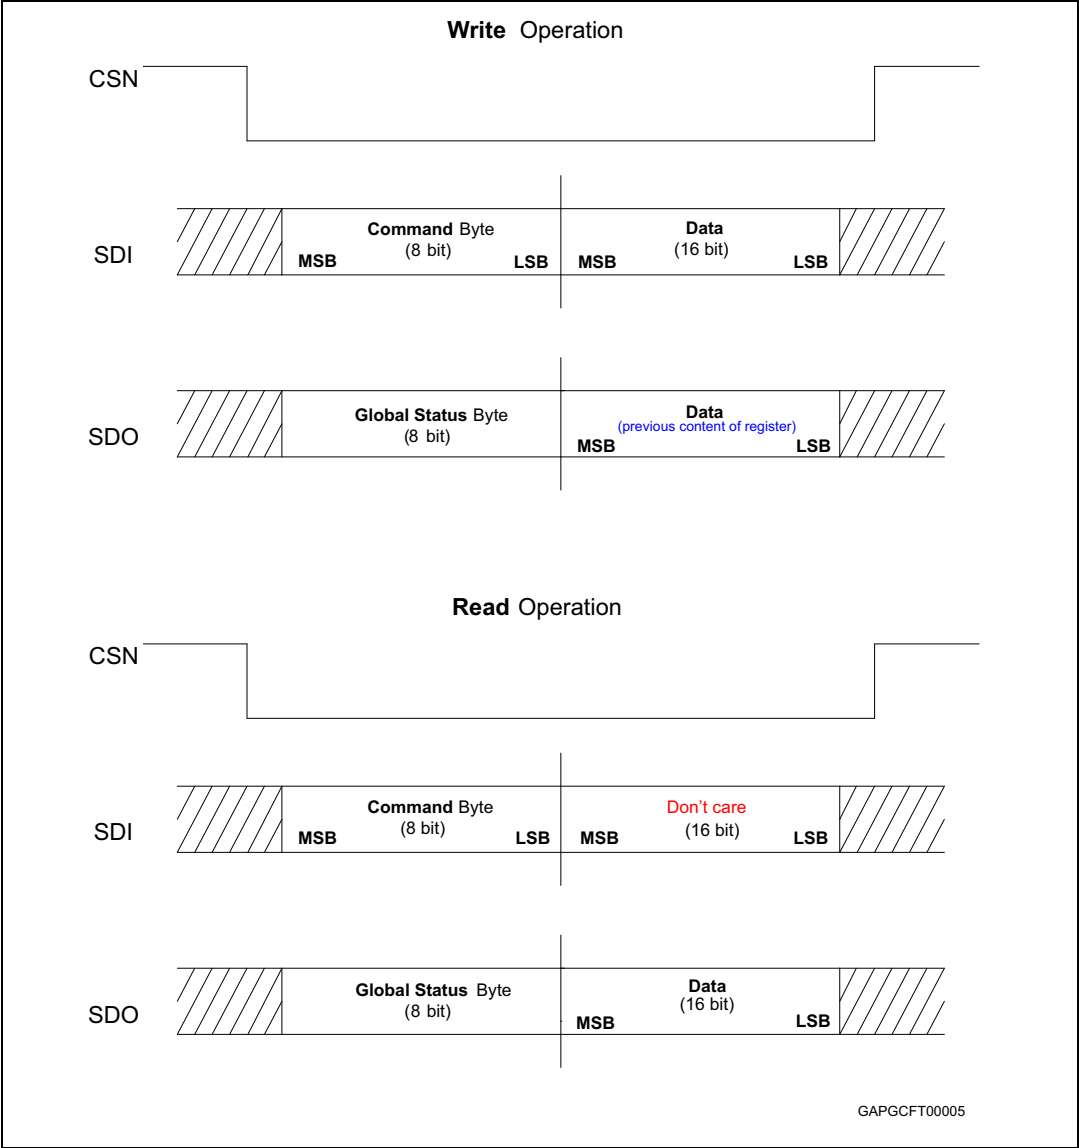 Write Operation
CSN
SDI
Command Byte
(8 bit)
MSB
LSB
Data
(16 bit)
MSB
LSB
SDO
Global Status Byte
(8 bit)
Data
(previous content of register)
MSB
LSB
Read Operation
CSN
SDI
Command Byte
(8 bit)
MSB
LSB
Don't care
(16 bit)
MSB
LSB
SDO
Global Status Byte
(8 bit)
Data
(16 bit)
MSB
LSB
GAPGCFT00005